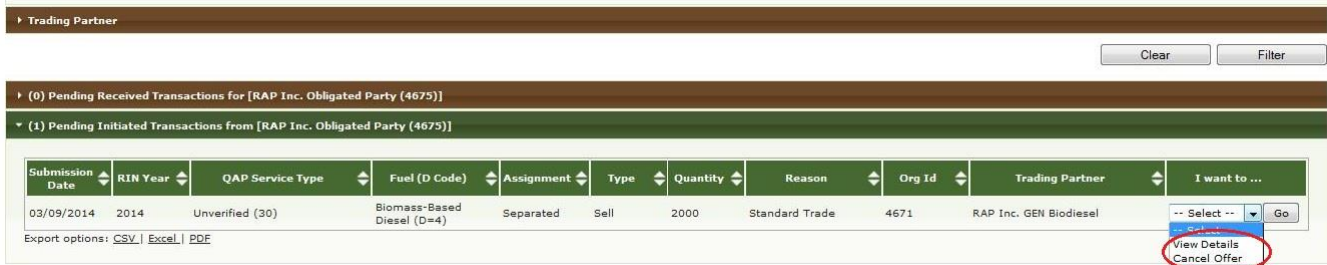 Trading Partner
Clear Filter
(0) Pending Received Transactions for [RAP Inc. Obligated Party (4675)]
(1) Pending Initiated Transactions from [RAP Inc. Obligated Party (4675)]
Submission Date RIN Year QAP Service Type Fuel (D Code) Assignment Type Quantity Reason Org Id Trading Partner I want to ...
03/09/2014 2014 Unverified (30) Biomass-Based Diesel (D=4) Separated Sell 2000 Standard Trade 4671 RAP Inc. GEN Biodiesel -- Select -- Go
-- Select --
View Details
Export options: CSV | Excel | PDF
Cancel Offer